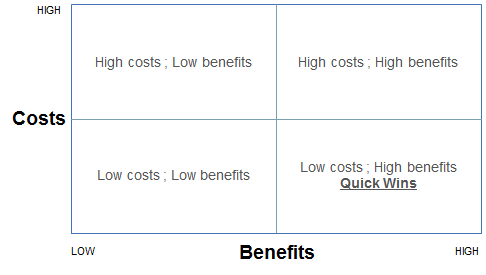 HIGH
High costs ; Low benefits
High costs ; High benefits
Costs
Low costs ; Low benefits
Low costs ; High benefits
Quick Wins
LOW
Benefits
HIGH